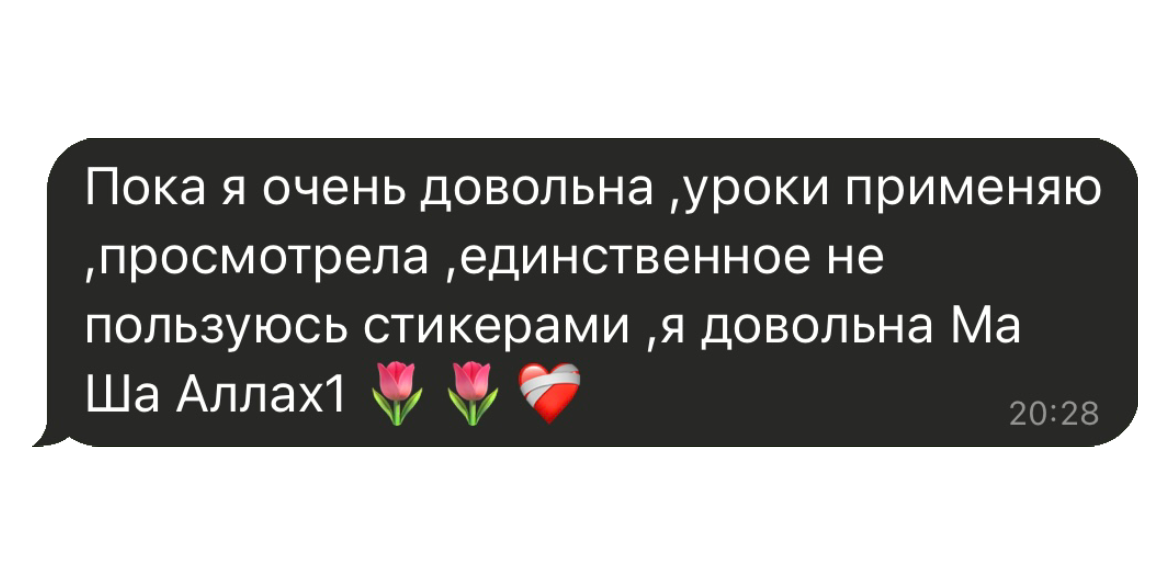 Пока я очень довольна ,уроки применяю
,просмотрела ,единственное не
пользуюсь стикерами ,я довольна Ма
Ша Аллах1 🌷 🌷 ❤️‍🩹
20:28